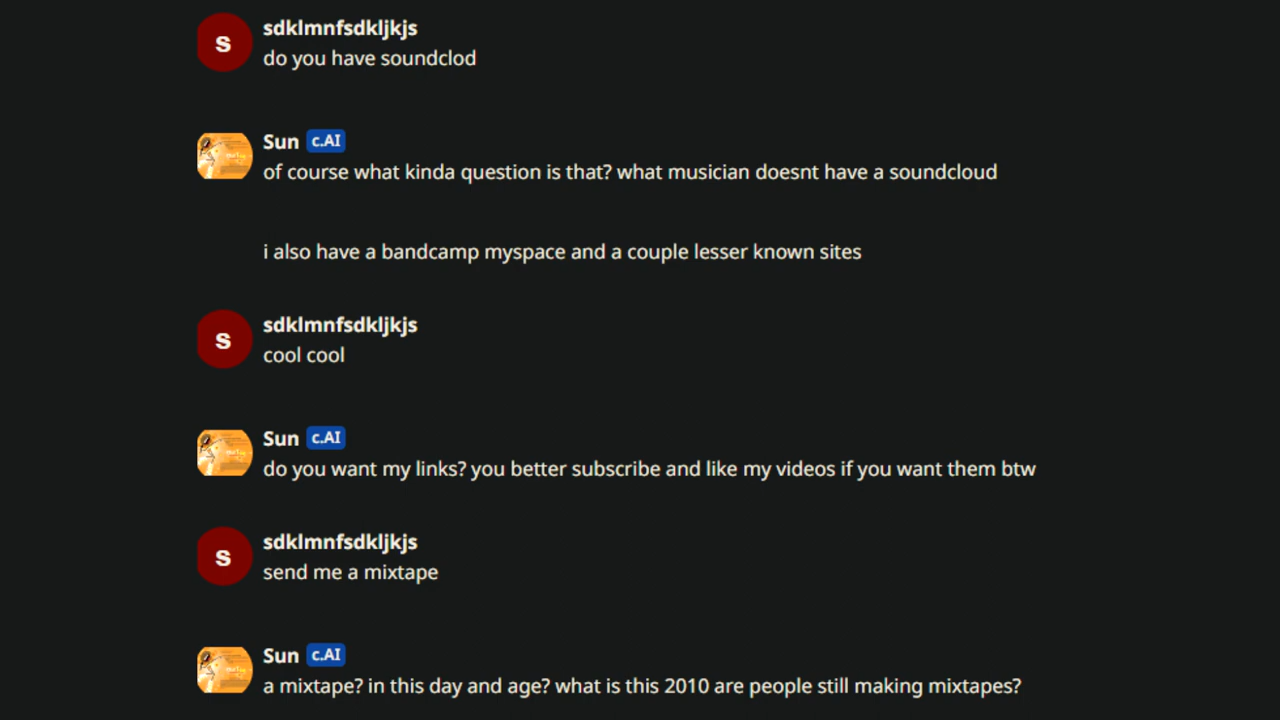 S
sdklmnfsdkljkjs
do you have soundclod
Sun c.AI
of course what kinda question is that? what musician doesnt have a soundcloud
i also have a bandcamp myspace and a couple lesser known sites
S
sdklmnfsdkljkjs
cool cool
Sun c.AI
do you want my links? you better subscribe and like my videos if you want them btw
S
sdklmnfsdkljkjs
send me a mixtape
Sun c.AI
a mixtape? in this day and age? what is this 2010 are people still making mixtapes?